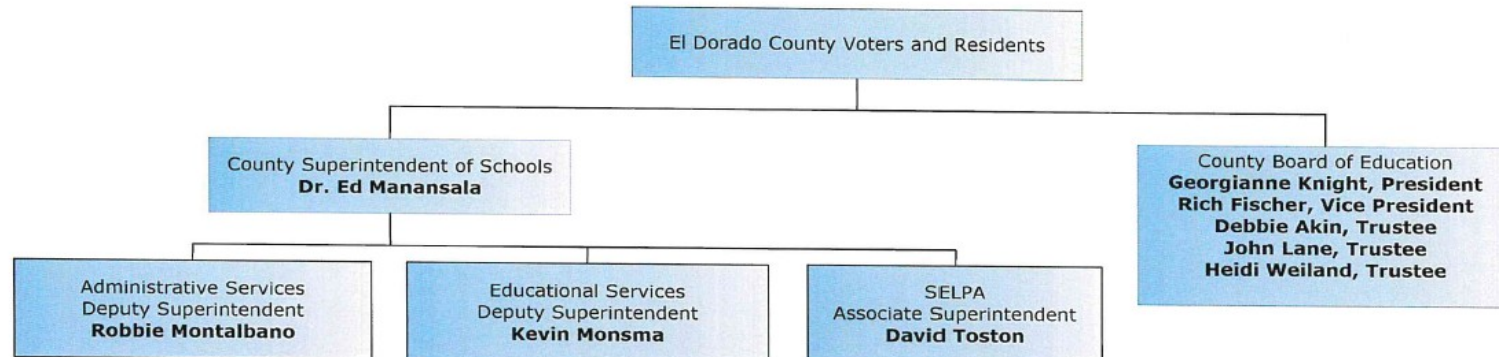 El Dorado County Voters and Residents
County Superintendent of Schools
Dr. Ed Manansala
County Board of Education
Georgianne Knight, President
Rich Fischer, Vice President
Debbie Akin, Trustee
John Lane, Trustee
Heidi Weiland, Trustee
Administrative Services
Deputy Superintendent
Robbie Montalbano
Educational Services
Deputy Superintendent
Kevin Monsma
SELPA
Associate Superintendent
David Toston